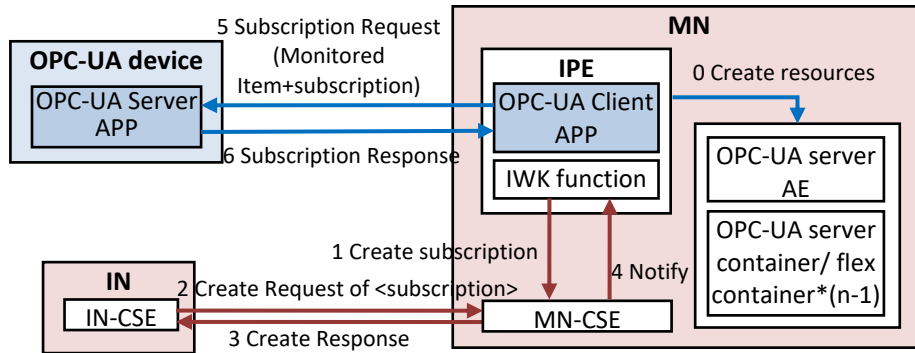 5 Subscription Request
(Monitored
Item+subscription)
MN
OPC-UA device
OPC-UA Server
APP
IPE
OPC-UA Client
APP
0 Create resources
6 Subscription Response
IWK function
OPC-UA server
AE
OPC-UA server
container/ flex
container*(n-1)
1 Create subscription
4 Notify
IN
2 Create Request of <subscription>
IN-CSE
MN-CSE
3 Create Response